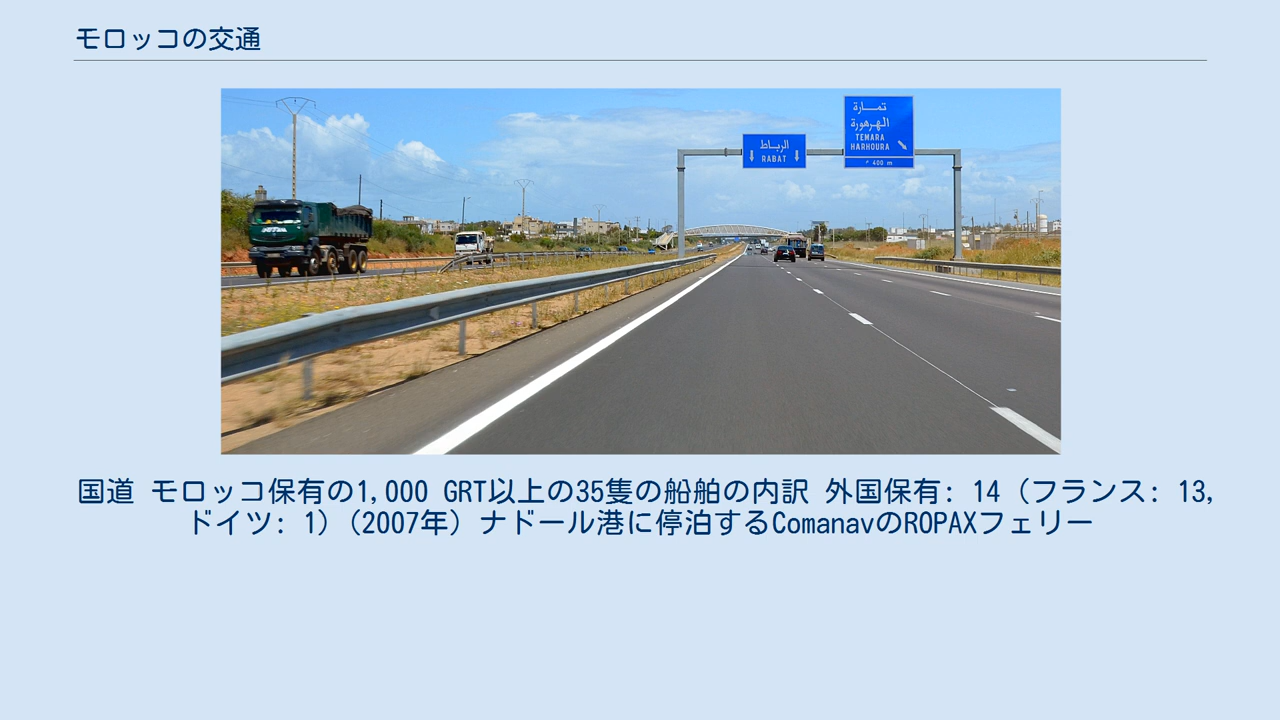 モロッコの交通
تمارة
الهرهورة
TEMARA
HARHOURA
400 m
الرباط
RABAT
国道 モロッコ保有の1,000 GRT以上の35隻の船舶の内訳 外国保有: 14 (フランス: 13,
ドイツ: 1) (2007年) ナドール港に停泊するComanavのROPAXフェリー